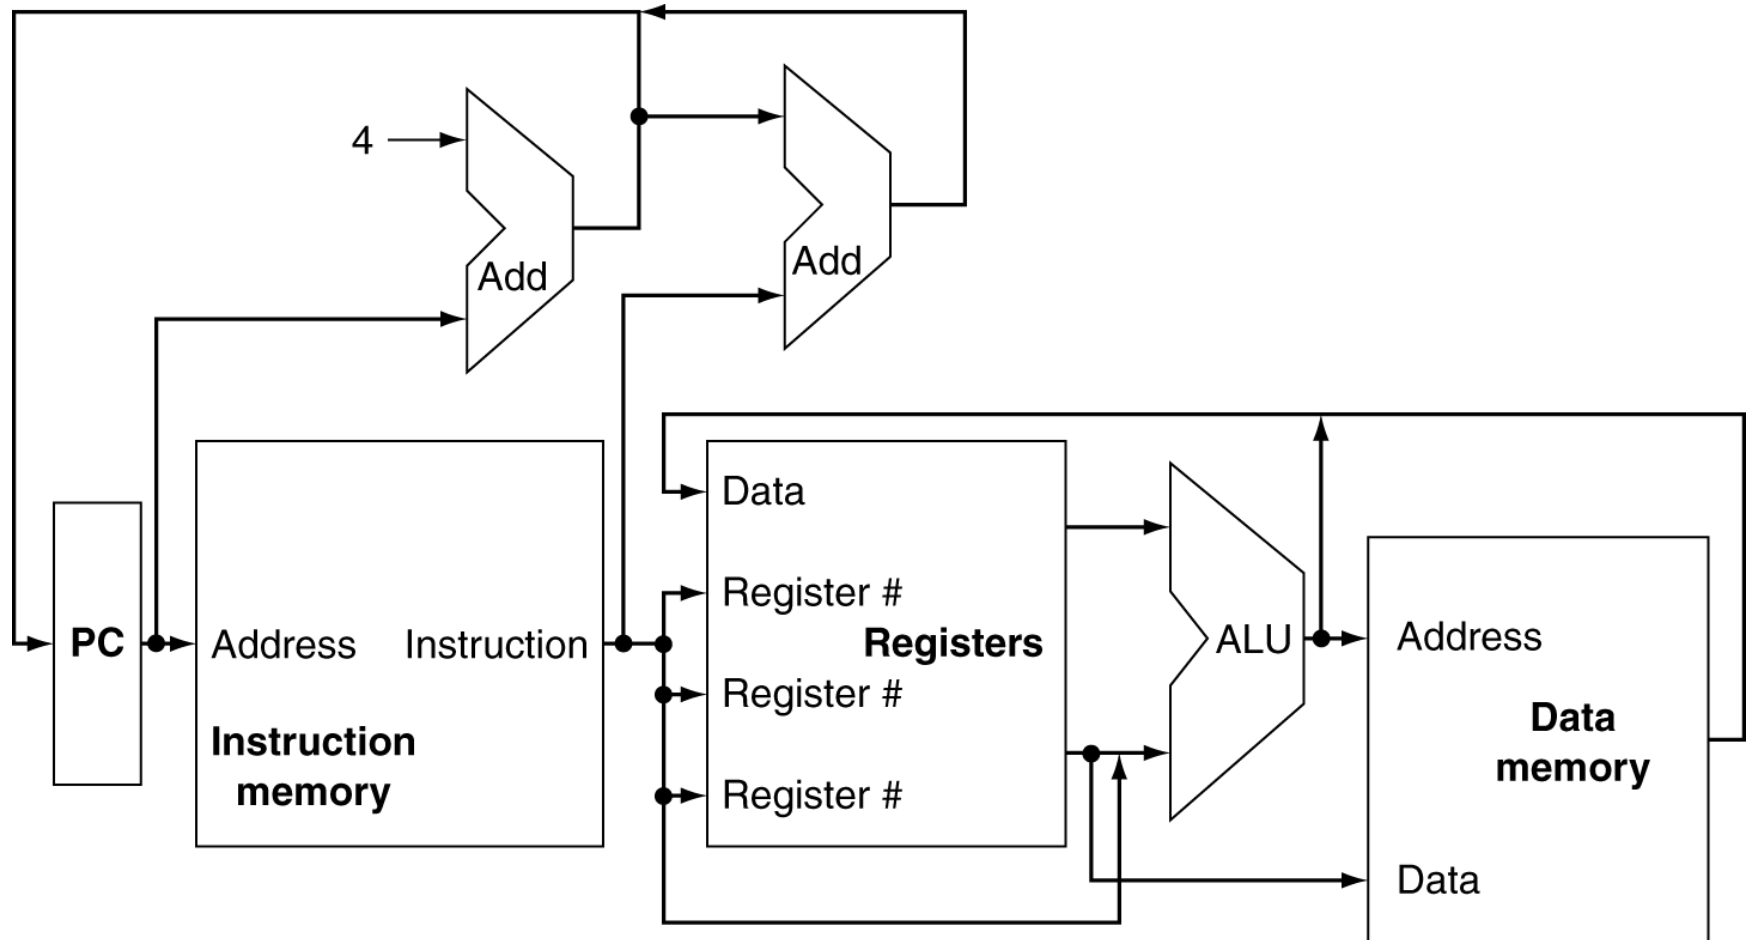 4
Add
Add
Data
Register #
PC
Address
Instruction
Registers
ALU
Address
Register #
Instruction
memory
Data
memory
Register #
Data